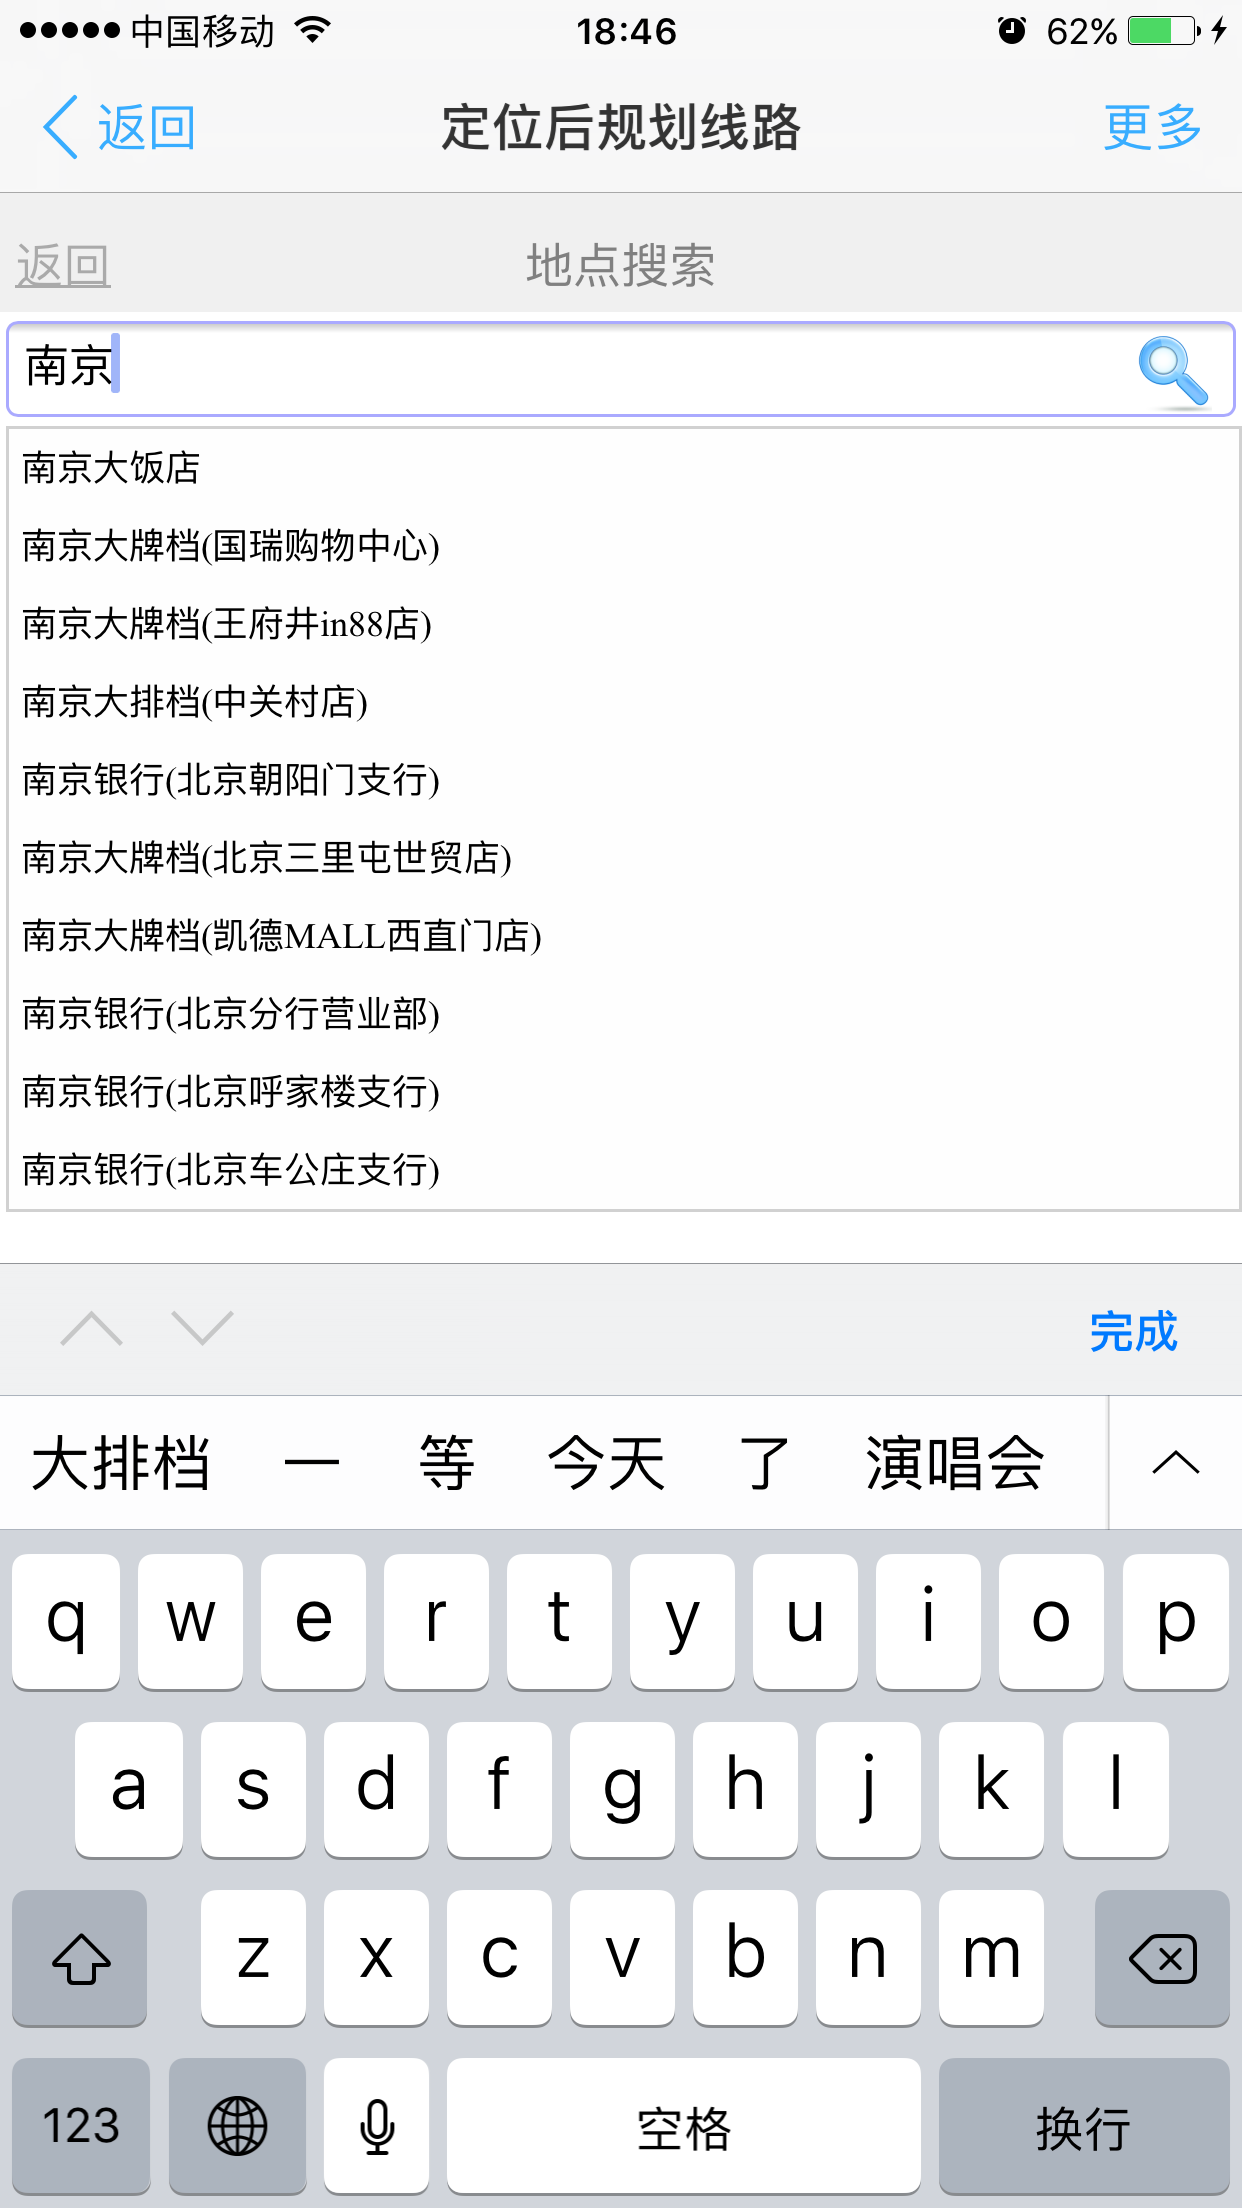 中国移动 18:46 62%
返回 定位后规划线路 更多
返回 地点搜索
南京
南京大饭店
南京大牌档(国瑞购物中心)
南京大牌档(王府井in88店)
南京大排档(中关村店)
南京银行(北京朝阳门支行)
南京大牌档(北京三里屯世贸店)
南京大牌档(凯德MALL西直门店)
南京银行(北京分行营业部)
南京银行(北京呼家楼支行)
南京银行(北京车公庄支行)
完成
大排档 一 等 今天 了 演唱会
q w e r t y u i o p
a s d f g h j k l
z x c v b n m
123 空格 换行